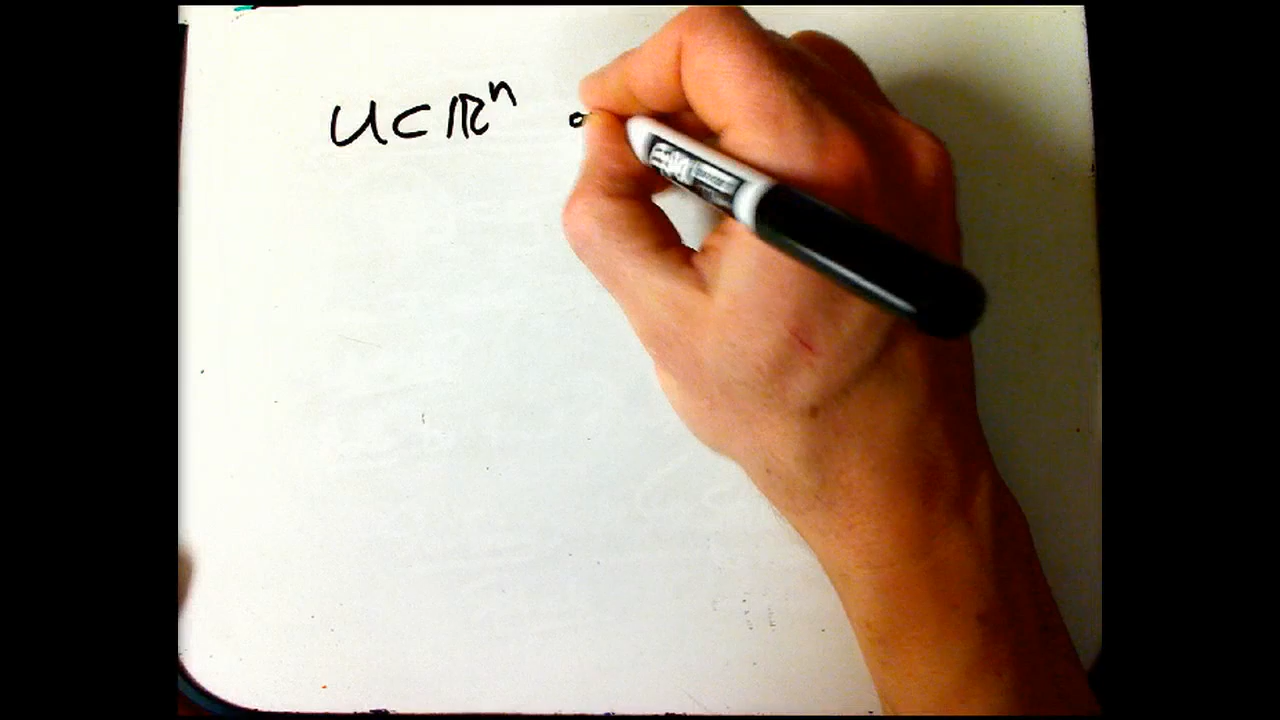 U ⊂ ℝⁿ o